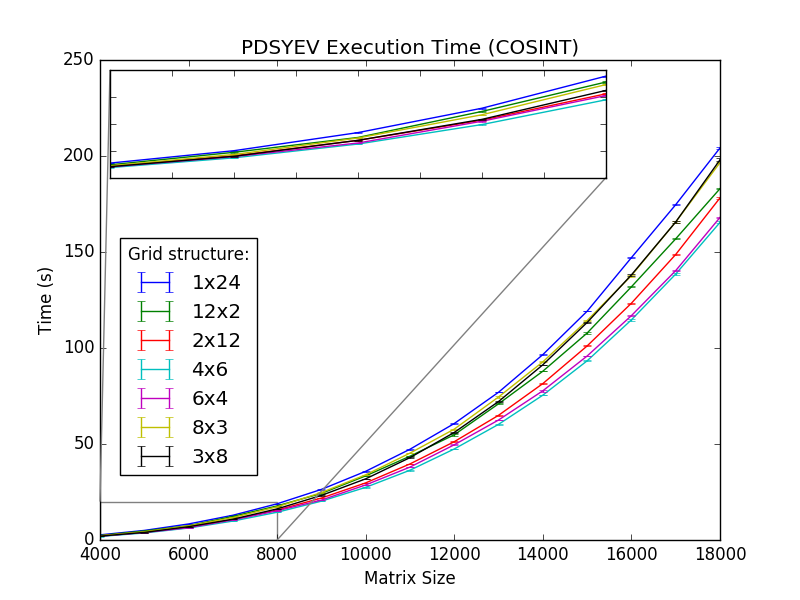 PDSYEV Execution Time (COSINT)
250
200
150
100
50
0
Time (s)
Grid structure:
1x24
12x2
2x12
4x6
6x4
8x3
3x8
4000 6000 8000 10000 12000 14000 16000 18000
Matrix Size